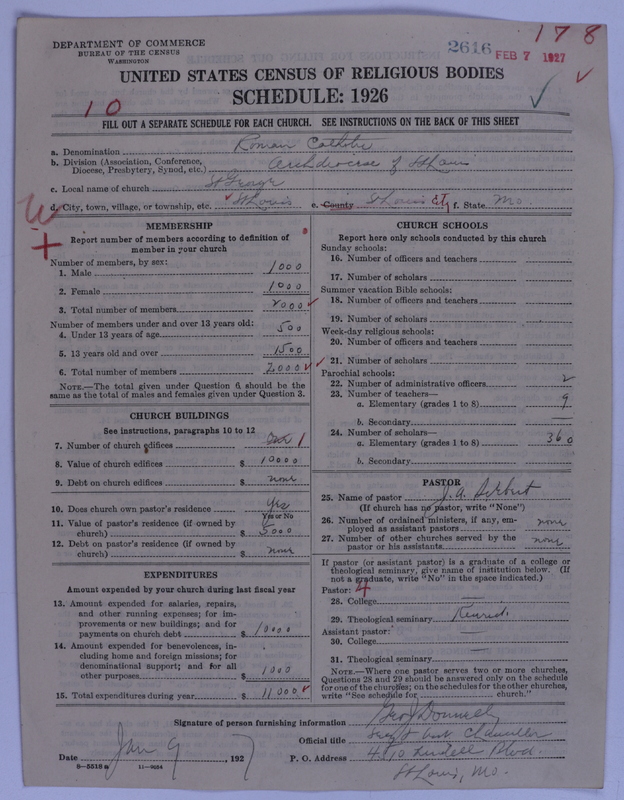 178
DEPARTMENT OF COMMERCE
BUREAU OF THE CENSUS
WASHINGTON
2616 FEB 7 1927
UNITED STATES CENSUS OF RELIGIOUS BODIES
SCHEDULE: 1926
10
FILL OUT A SEPARATE SCHEDULE FOR EACH CHURCH. SEE INSTRUCTIONS ON THE BACK OF THIS SHEET
a. Denomination Roman Catholic
b. Division (Association, Conference, Diocese, Presbytery, Synod, etc.) Archdiocese of St Louis
c. Local name of church St George
d. City, town, village, or township, etc. St Louis e. County St Louis City f. State Mo.
MEMBERSHIP
Report number of members according to definition of
member in your church
Number of members, by sex:
1. Male 1000
2. Female 1000
3. Total number of members 2000
Number of members under and over 13 years old:
4. Under 13 years of age 500
5. 13 years old and over 1500
6. Total number of members 2000
NOTE.—The total given under Question 6 should be
same as the total of males and females given under Question 3.
CHURCH BUILDINGS
See instructions, paragraphs 10 to 12
7. Number of church edifices 1
8. Value of church edifices $ 10000
9. Debt on church edifices $ none
10. Does church own pastor's residence Yes
Yes or No
11. Value of pastor's residence (if owned by
church) $ 5000
12. Debt on pastor's residence (if owned by
church) $ none
EXPENDITURES
Amount expended by your church during last fiscal year
13. Amount expended for salaries, repairs,
and other running expenses; for im-
provements or new buildings; and for
payments on church debt $
14. Amount expended for benevolences, in-
cluding home and foreign missions; for
denominational support; and for all
other purposes $ 1000
15. Total expenditures during year $ 11000
CHURCH SCHOOLS
Report here only schools conducted by this church
Sunday schools:
16. Number of officers and teachers
17. Number of scholars
Summer vacation Bible schools:
18. Number of officers and teachers
19. Number of scholars
Week-day religious schools:
20. Number of officers and teachers
21. Number of scholars
Parochial schools:
22. Number of administrative officers 2
23. Number of teachers—
a. Elementary (grades 1 to 8) 9
b. Secondary
24. Number of scholars—
a. Elementary (grades 1 to 8) 360
b. Secondary
PASTOR
25. Name of pastor J. A.
(If church has no pastor, write "None")
26. Number of ordained ministers, if any, em-
ployed as assistant pastors none
27. Number of other churches served by the
pastor or his assistants none
If pastor (or assistant pastor) is a graduate of a college or
theological seminary, give name of institution below. (If
not a graduate, write "No" in the space indicated.)
Pastor: 4
28. College
29. Theological seminary Kenrick
Assistant pastor:
30. College
31. Theological seminary
NOTE.—Where one pastor serves two or more churches,
Questions 28 and 29 should be answered only on the schedule
for one of the churches; on the schedules for the other churches,
write "See schedule for church."
Signature of person furnishing information Geo J Donnelly
Official title Chancellor
Date Jan 9, 1927 P. O. Address 4510 Lindell Blvd.
8—5518 a 11—9654 St Louis, Mo.